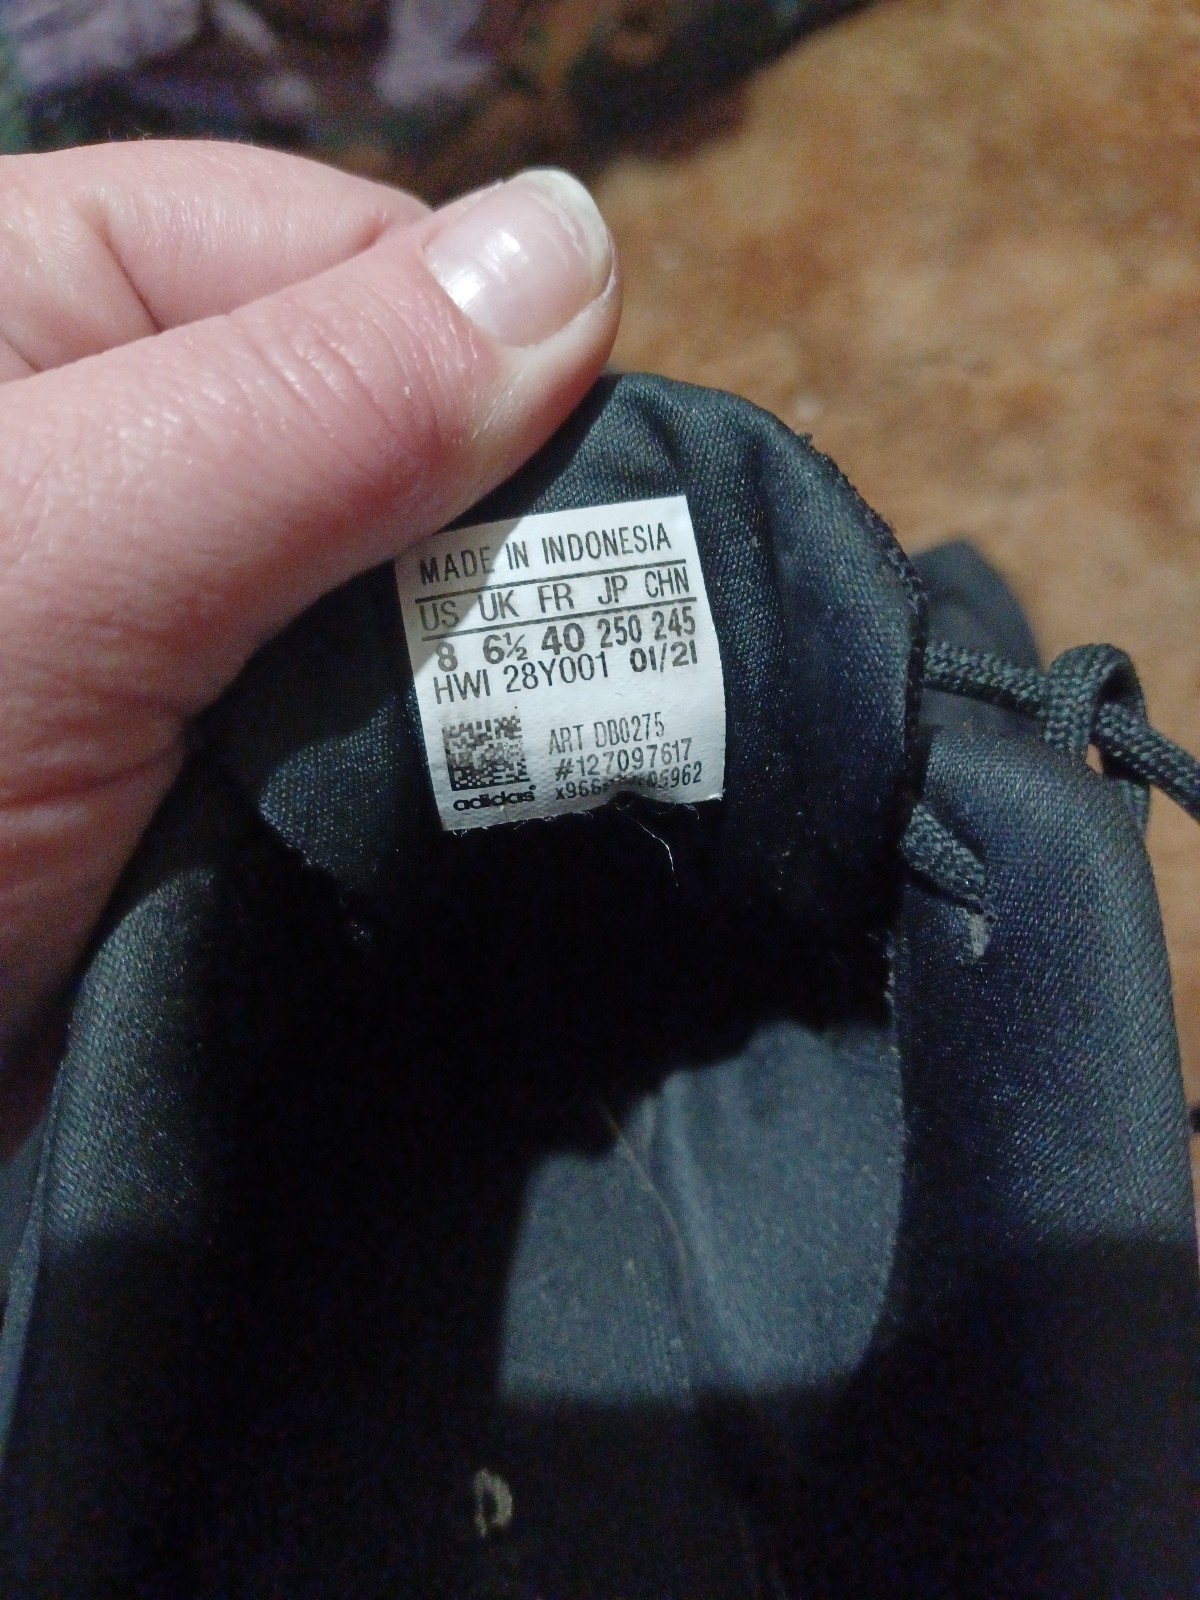 MADE IN INDONESIA
US UK FR JP CHN
8 6½ 40 250 245
HWI 28Y001 01/21
ART DB0275
#127097617
adidas